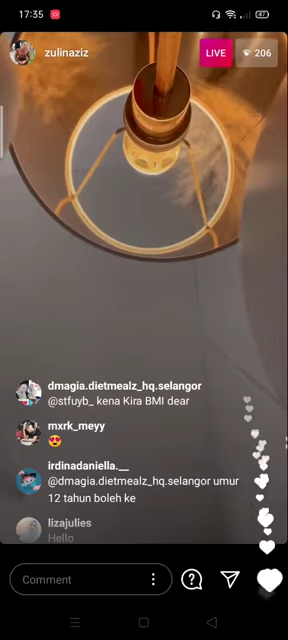 17:35
47
zulinaziz
LIVE
206
dmagia.dietmealz_hq.selangor
@stfuyb_ kena Kira BMI dear
mxrk_meyy
😍
irdinadaniella.__
@dmagia.dietmealz_hq.selangor umur
12 tahun boleh ke
lizajulies
Hello
Comment